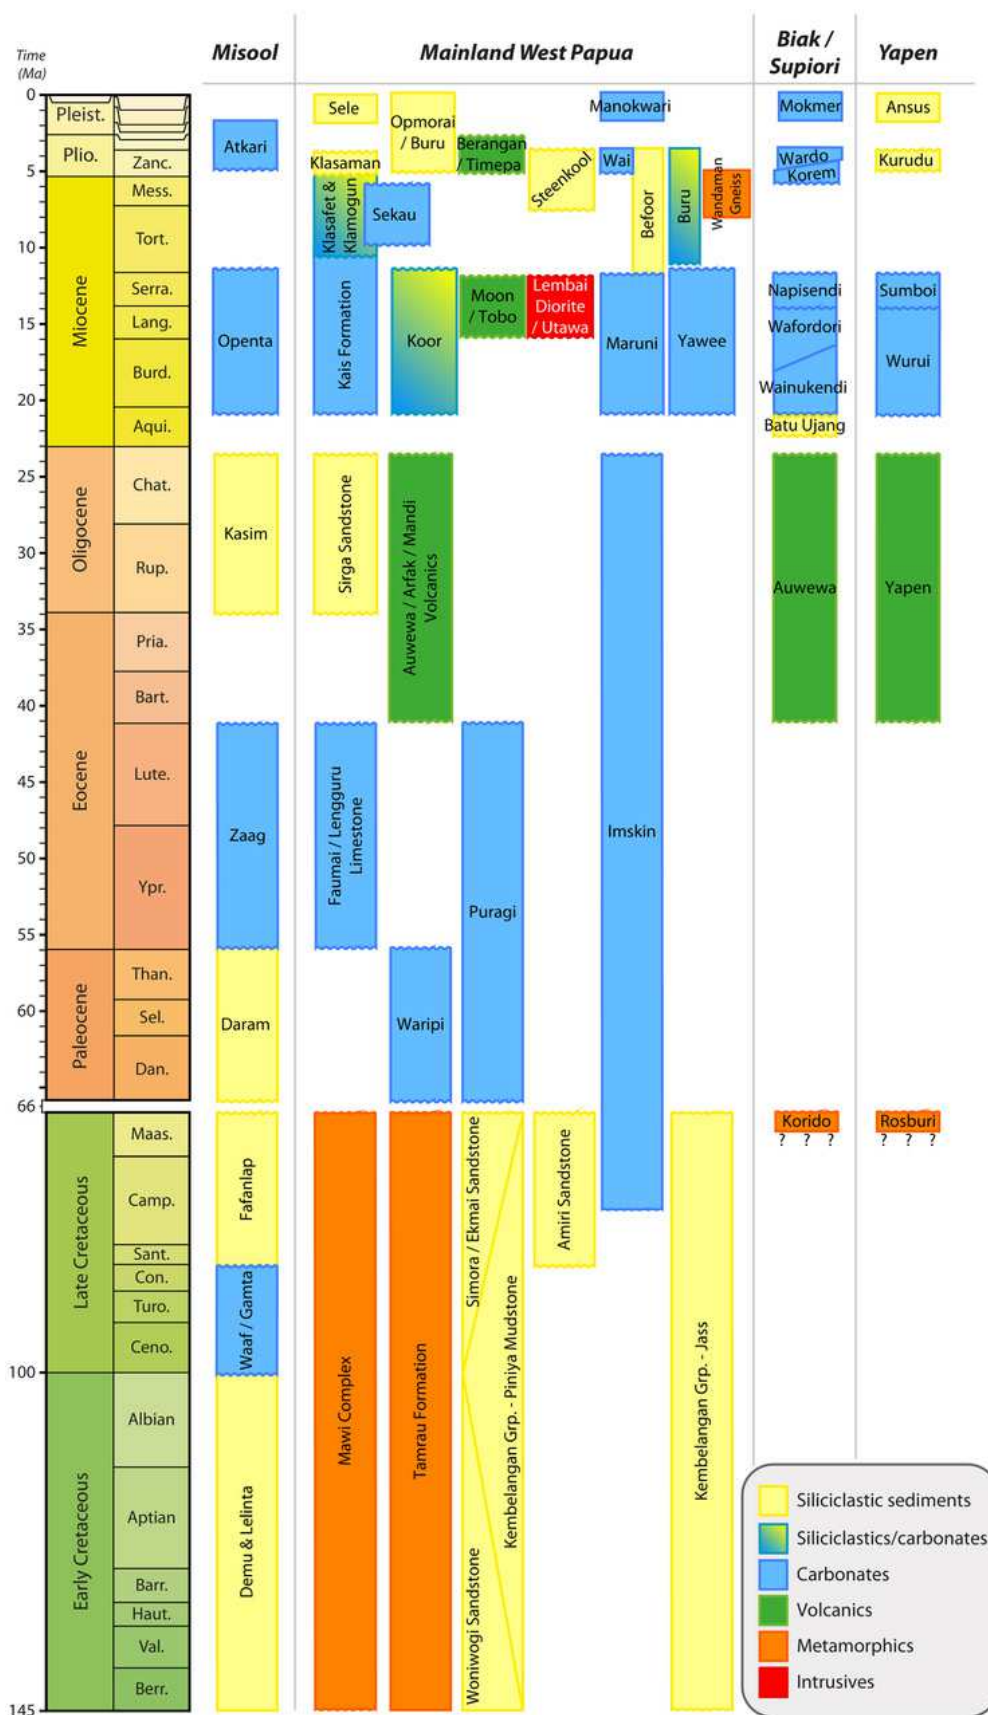 Time
(Ma)
Misool
Mainland West Papua
Biak /
Supiori
Yapen
0
5
10
15
20
25
30
35
40
45
50
55
60
66
100
145
Pleist.
Plio.
Miocene
Oligocene
Eocene
Paleocene
Late Cretaceous
Early Cretaceous
Zanc.
Mess.
Tort.
Serra.
Lang.
Burd.
Aqui.
Chat.
Rup.
Pria.
Bart.
Lute.
Ypr.
Than.
Sel.
Dan.
Maas.
Camp.
Sant.
Con.
Turo.
Ceno.
Albian
Aptian
Barr.
Haut.
Val.
Berr.
Atkari
Openta
Kasim
Zaag
Daram
Fafanlap
Waaf / Gamta
Demu & Lelinta
Sele
Klasaman
Klasafet &
Klamogun
Sekau
Kais Formation
Sirga Sandstone
Faumai / Lengguru
Limestone
Mawi Complex
Opmorai
/ Buru
Koor
Auwewa / Arfak / Mandi
Volcanics
Waripi
Tamrau Formation
Berangan
/ Timepa
Moon
/ Tobo
Puragi
Simora / Ekmai Sandstone
Kembelangan Grp. - Piniya Mudstone
Woniwogi Sandstone
Steenkool
Lembai
Diorite
/ Utawa
Amiri Sandstone
Manokwari
Wai
Befoor
Maruni
Imskin
Buru
Wandaman
Gneiss
Yawee
Kembelangan Grp. - Jass
Mokmer
Wardo
Korem
Napisendi
Wafordori
Wainukendi
Batu Ujang
Auwewa
Korido
? ? ?
Ansus
Kurudu
Sumboi
Wurui
Yapen
Rosburi
? ? ?
Siliciclastic sediments
Siliciclastics/carbonates
Carbonates
Volcanics
Metamorphics
Intrusives